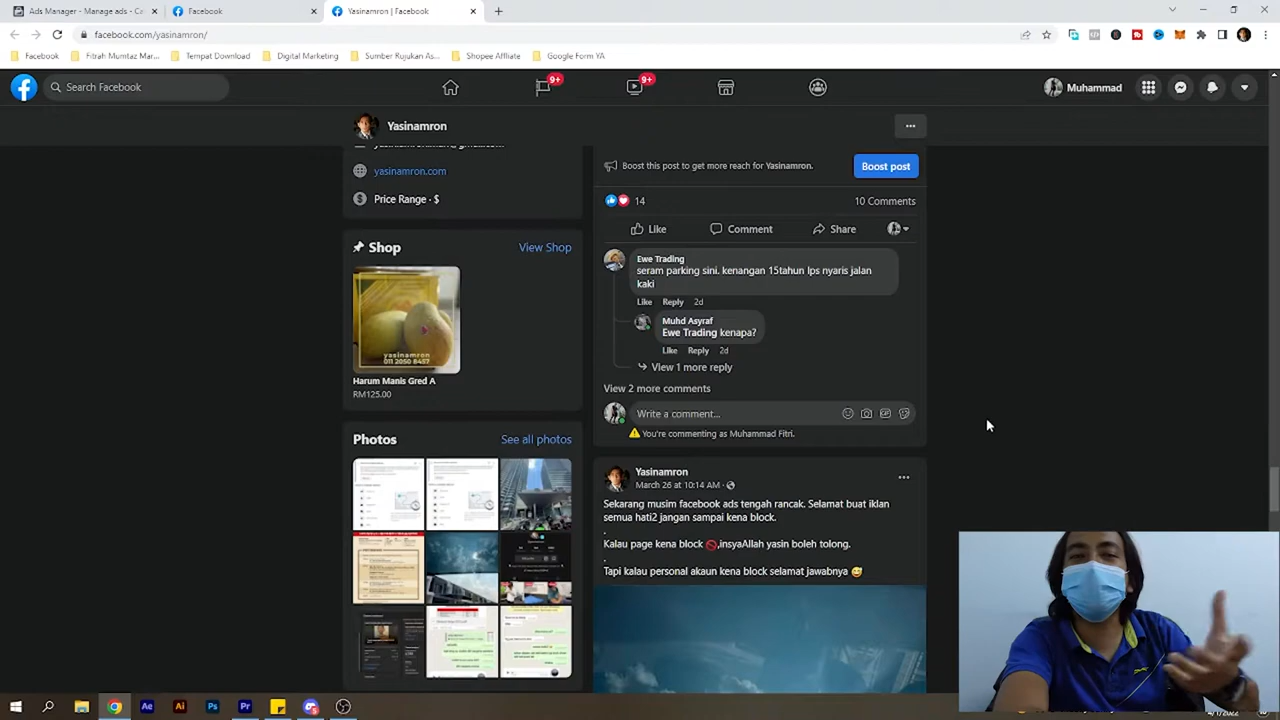 Ads Manager - Manage ads - Ca
Facebook
Yasinamron | Facebook
facebook.com/yasinamron/
Facebook
Fitrah Mumtaz Mar...
Tempat Download
Digital Marketing
Sumber Rujukan As...
Shopee Affliate
Google Form YA
Search Facebook
9+
9+
Muhammad
Yasinamron
yasinamron.com
Price Range · $
Shop
View Shop
yasinamron
011 2050 8457
Harum Manis Gred A
RM125.00
Photos
See all photos
Boost this post to get more reach for Yasinamron.
Boost post
14
10 Comments
Like
Comment
Share
Ewe Trading
seram parking sini. kenangan 15tahun lps nyaris jalan
kaki
Like Reply 2d
Muhd Asyraf
Ewe Trading kenapa?
Like Reply 2d
View 1 more reply
View 2 more comments
Write a comment...
You're commenting as Muhammad Fitri.
Yasinamron
March 26 at 10:14 AM ·
Sekarang musim facebook ads tengah rancak. Selamat buat iklan
semua hati2 jangan sampai kena block.
.
Kalau kena block 🚫 insyaAllah yasin boleh tolong.
.
Tapi kalau personal akaun kena block selamat jawabnya 😅
4/1/2022